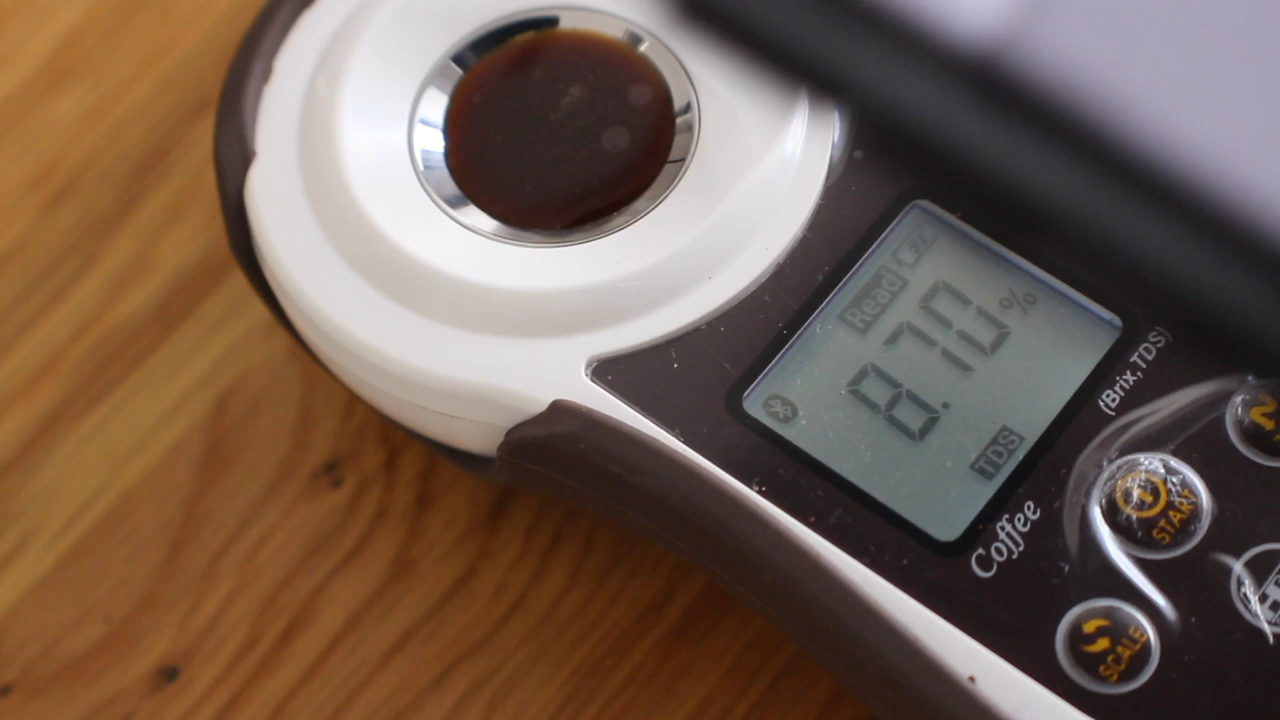 Read
8.70%
TDS
(Brix, TDS)
Coffee
START
SCALE